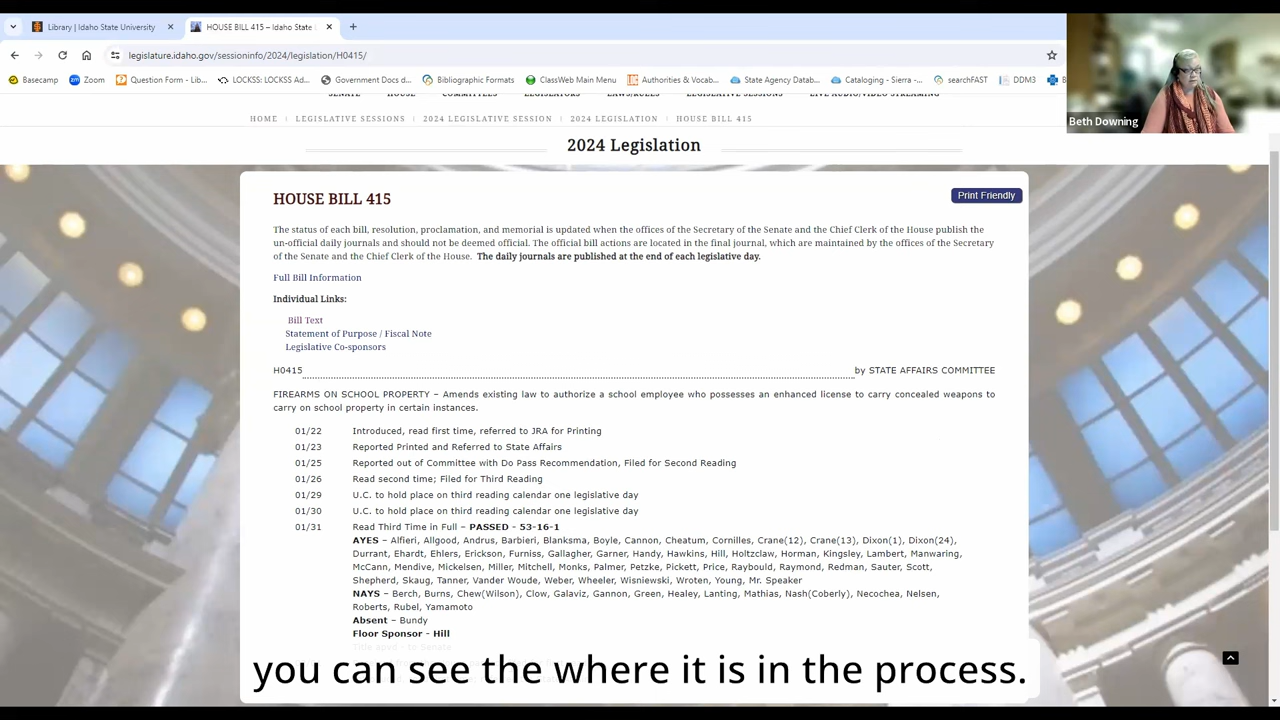 Library | Idaho State University
HOUSE BILL 415 – Idaho State
legislature.idaho.gov/sessioninfo/2024/legislation/H0415/
Basecamp Zoom Question Form - Lib... LOCKSS: LOCKSS Ad... Government Docs d... Bibliographic Formats ClassWeb Main Menu Authorities & Vocab... State Agency Datab... Cataloging - Sierra -... searchFAST DDM3
Beth Downing
SENATE HOUSE COMMITTEES LEGISLATORS LAWS/RULES LEGISLATIVE SESSIONS LIVE AUDIO/VIDEO STREAMING
HOME LEGISLATIVE SESSIONS 2024 LEGISLATIVE SESSION 2024 LEGISLATION HOUSE BILL 415
2024 Legislation
HOUSE BILL 415
Print Friendly
The status of each bill, resolution, proclamation, and memorial is updated when the offices of the Secretary of the Senate and the Chief Clerk of the House publish the
un-official daily journals and should not be deemed official. The official bill actions are located in the final journal, which are maintained by the offices of the Secretary
of the Senate and the Chief Clerk of the House. The daily journals are published at the end of each legislative day.
Full Bill Information
Individual Links:
Bill Text
Statement of Purpose / Fiscal Note
Legislative Co-sponsors
H0415 by STATE AFFAIRS COMMITTEE
FIREARMS ON SCHOOL PROPERTY – Amends existing law to authorize a school employee who possesses an enhanced license to carry concealed weapons to
carry on school property in certain instances.
01/22 Introduced, read first time, referred to JRA for Printing
01/23 Reported Printed and Referred to State Affairs
01/25 Reported out of Committee with Do Pass Recommendation, Filed for Second Reading
01/26 Read second time; Filed for Third Reading
01/29 U.C. to hold place on third reading calendar one legislative day
01/30 U.C. to hold place on third reading calendar one legislative day
01/31 Read Third Time in Full – PASSED - 53-16-1
AYES – Alfieri, Allgood, Andrus, Barbieri, Blanksma, Boyle, Cannon, Cheatum, Cornilles, Crane(12), Crane(13), Dixon(1), Dixon(24),
Durrant, Ehardt, Ehlers, Erickson, Furniss, Gallagher, Garner, Handy, Hawkins, Hill, Holtzclaw, Horman, Kingsley, Lambert, Manwaring,
McCann, Mendive, Mickelsen, Miller, Mitchell, Monks, Palmer, Petzke, Pickett, Price, Raybould, Raymond, Redman, Sauter, Scott,
Shepherd, Skaug, Tanner, Vander Woude, Weber, Wheeler, Wisniewski, Wroten, Young, Mr. Speaker
NAYS – Berch, Burns, Chew(Wilson), Clow, Galaviz, Gannon, Green, Healey, Lanting, Mathias, Nash(Coberly), Necochea, Nelsen,
Roberts, Rubel, Yamamoto
Absent – Bundy
Floor Sponsor - Hill
Title apvd - to Senate
you can see the where it is in the process.